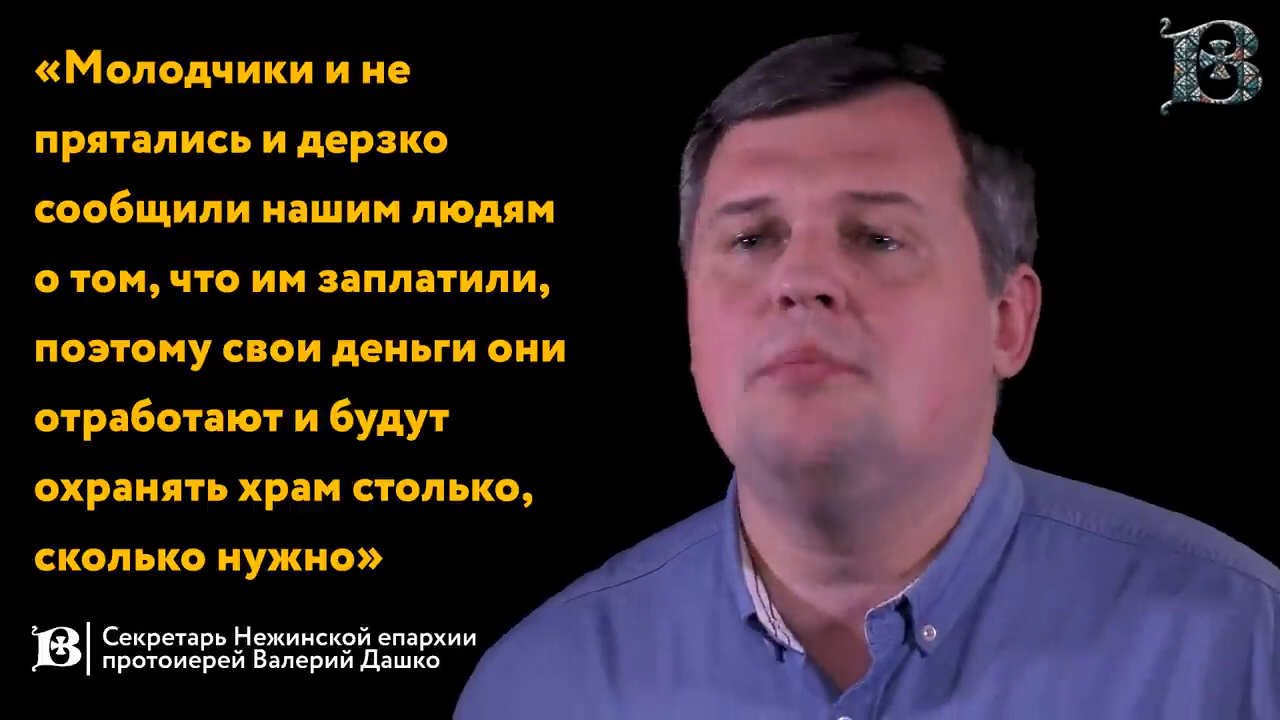 «Молодчики и не
прятались и дерзко
сообщили нашим людям
о том, что им заплатили,
поэтому свои деньги они
отработают и будут
охранять храм столько,
сколько нужно»
Секретарь Нежинской епархии
протоиерей Валерий Дашко